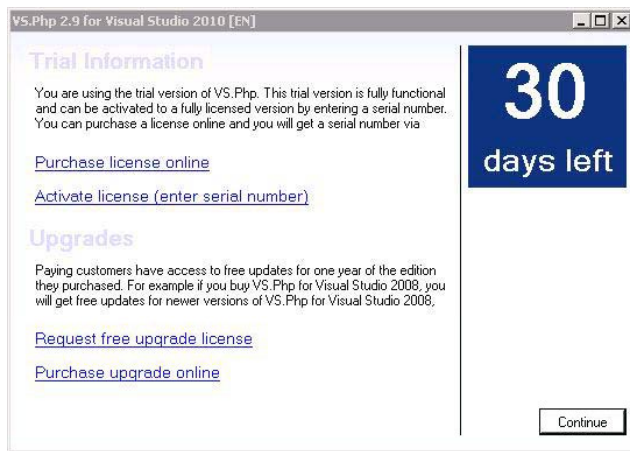 VS.Php 2.9 for Visual Studio 2010 [EN]
Trial Information
You are using the trial version of VS.Php. This trial version is fully functional
and can be activated to a fully licensed version by entering a serial number.
You can purchase a license online and you will get a serial number via
Purchase license online
Activate license (enter serial number)
Upgrades
Paying customers have access to free updates for one year of the edition
they purchased. For example if you buy VS.Php for Visual Studio 2008, you
will get free updates for newer versions of VS.Php for Visual Studio 2008,
Request free upgrade license
Purchase upgrade online
30
days left
Continue